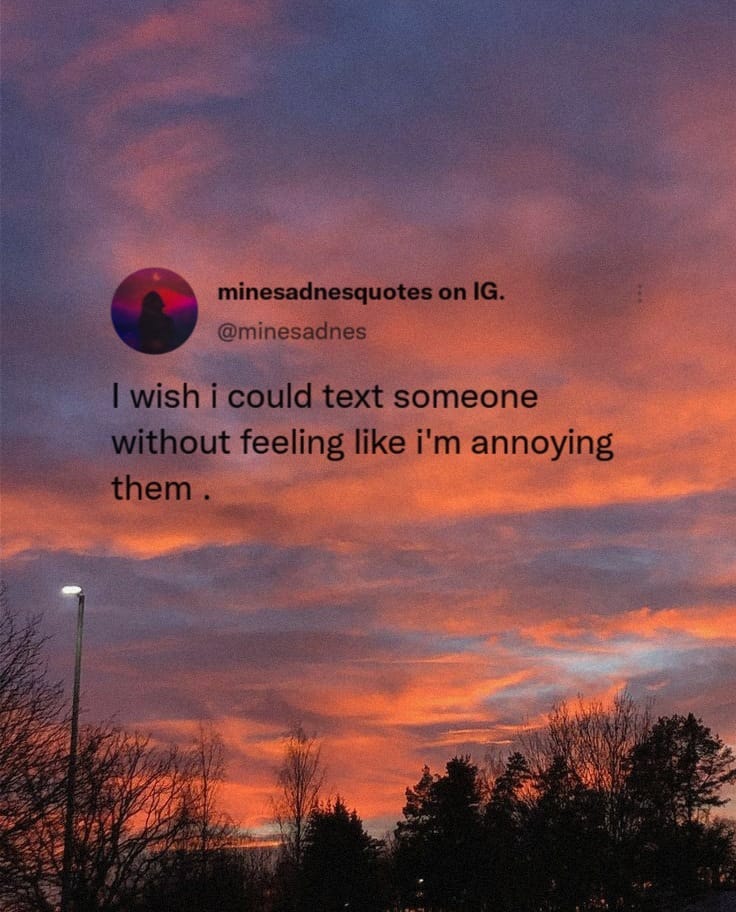 minesadnesquotes on IG.
@minesadnes
I wish i could text someone
without feeling like i'm annoying
them .